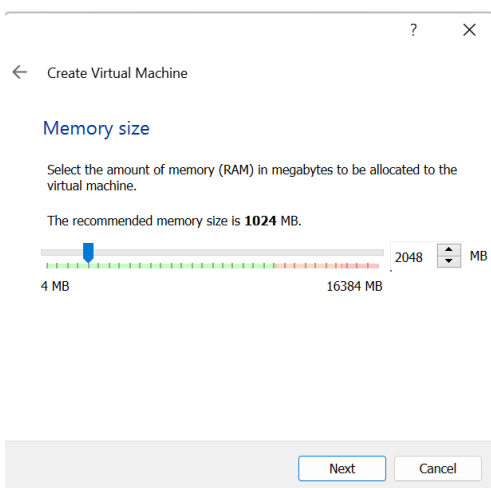 ?
Create Virtual Machine
Memory size
Select the amount of memory (RAM) in megabytes to be allocated to the
virtual machine.
The recommended memory size is 1024 MB.
2048 MB
4 MB 16384 MB
Next Cancel